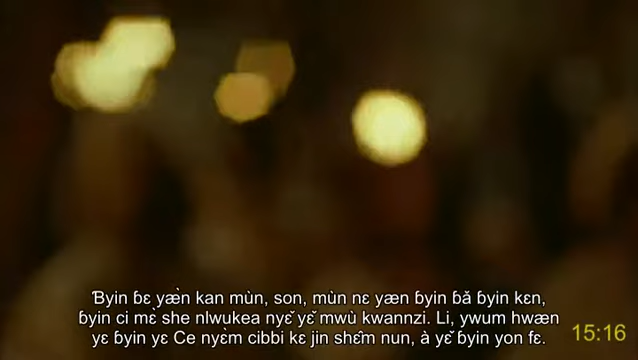 Ɓyin ɓɛ yæ̀n kan mùn, son, mùn nɛ yæn ɓyin ɓǎ ɓyin kɛn,
ɓyin ci mɛ̀ she nlwukea nyɛ̌ yɛ̌ mwù kwannzi. Li, ywum hwæn
yɛ ɓyin yɛ Ce nyɛ̀m cibbi kɛ jin shɛ̂m nun, à yɛ̌ ɓyin yon fɛ.
15:16